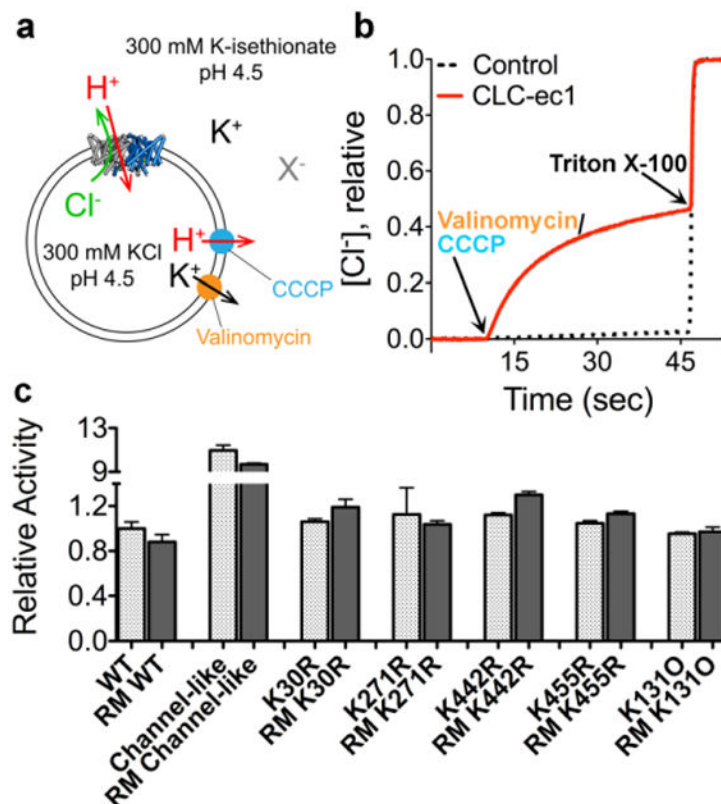 a
300 mM K-isethionate
pH 4.5
H+
K+
X-
Cl-
300 mM KCl
pH 4.5
H+
K+
CCCP
Valinomycin
b
[Cl-], relative
1.0
0.8
0.6
0.4
0.2
0.0
Control
CLC-ec1
Triton X-100
Valinomycin/
CCCP
15
30
45
Time (sec)
c
Relative Activity
13
9
1.2
0.8
0.4
0.0
WT
RM WT
Channel-like
RM Channel-like
K30R
RM K30R
K271R
RM K271R
K442R
RM K442R
K455R
RM K455R
K131O
RM K131O